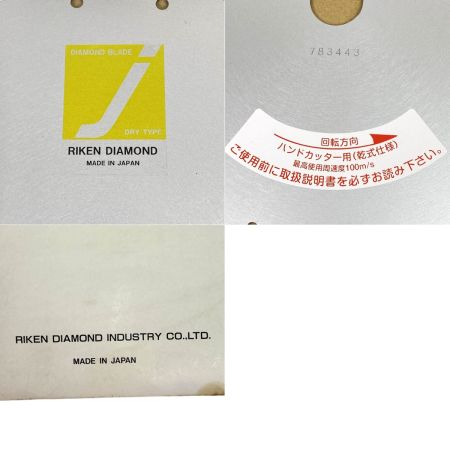 DIAMOND BLADE
j
DRY TYPE
RIKEN DIAMOND
MADE IN JAPAN
783443
回転方向
ハンドカッター用(乾式仕様)
最高使用周速度100m/s
ご使用前に取扱説明書を必ずお読み下さい。
RIKEN DIAMOND INDUSTRY CO.,LTD.
MADE IN JAPAN